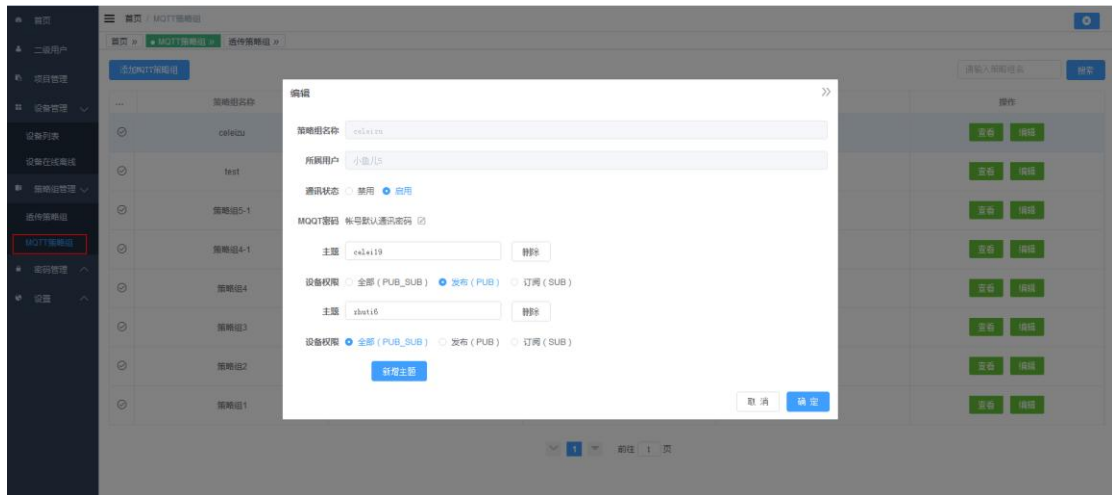 首页
二级用户
项目管理
设备管理
设备列表
设备在线离线
策略组管理
透传策略组
MQTT策略组
密码管理
设置
首页 / MQTT策略组
首页 MQTT策略组 透传策略组
添加MQTT策略组 请输入策略组名 搜索
... 策略组名称 操作
celeizu 查看 编辑
test 查看 编辑
策略组5-1 查看 编辑
策略组4-1 查看 编辑
策略组4 查看 编辑
策略组3 查看 编辑
策略组2 查看 编辑
策略组1 查看 编辑
编辑
策略组名称 celeizu
所属用户 小鱼儿5
通讯状态 禁用 启用
MQQT密码 帐号默认通讯密码
主题 celei19 删除
设备权限 全部 ( PUB_SUB ) 发布 ( PUB ) 订阅 ( SUB )
主题 zhuti6 删除
设备权限 全部 ( PUB_SUB ) 发布 ( PUB ) 订阅 ( SUB )
新增主题
取 消 确 定
1 前往 1 页